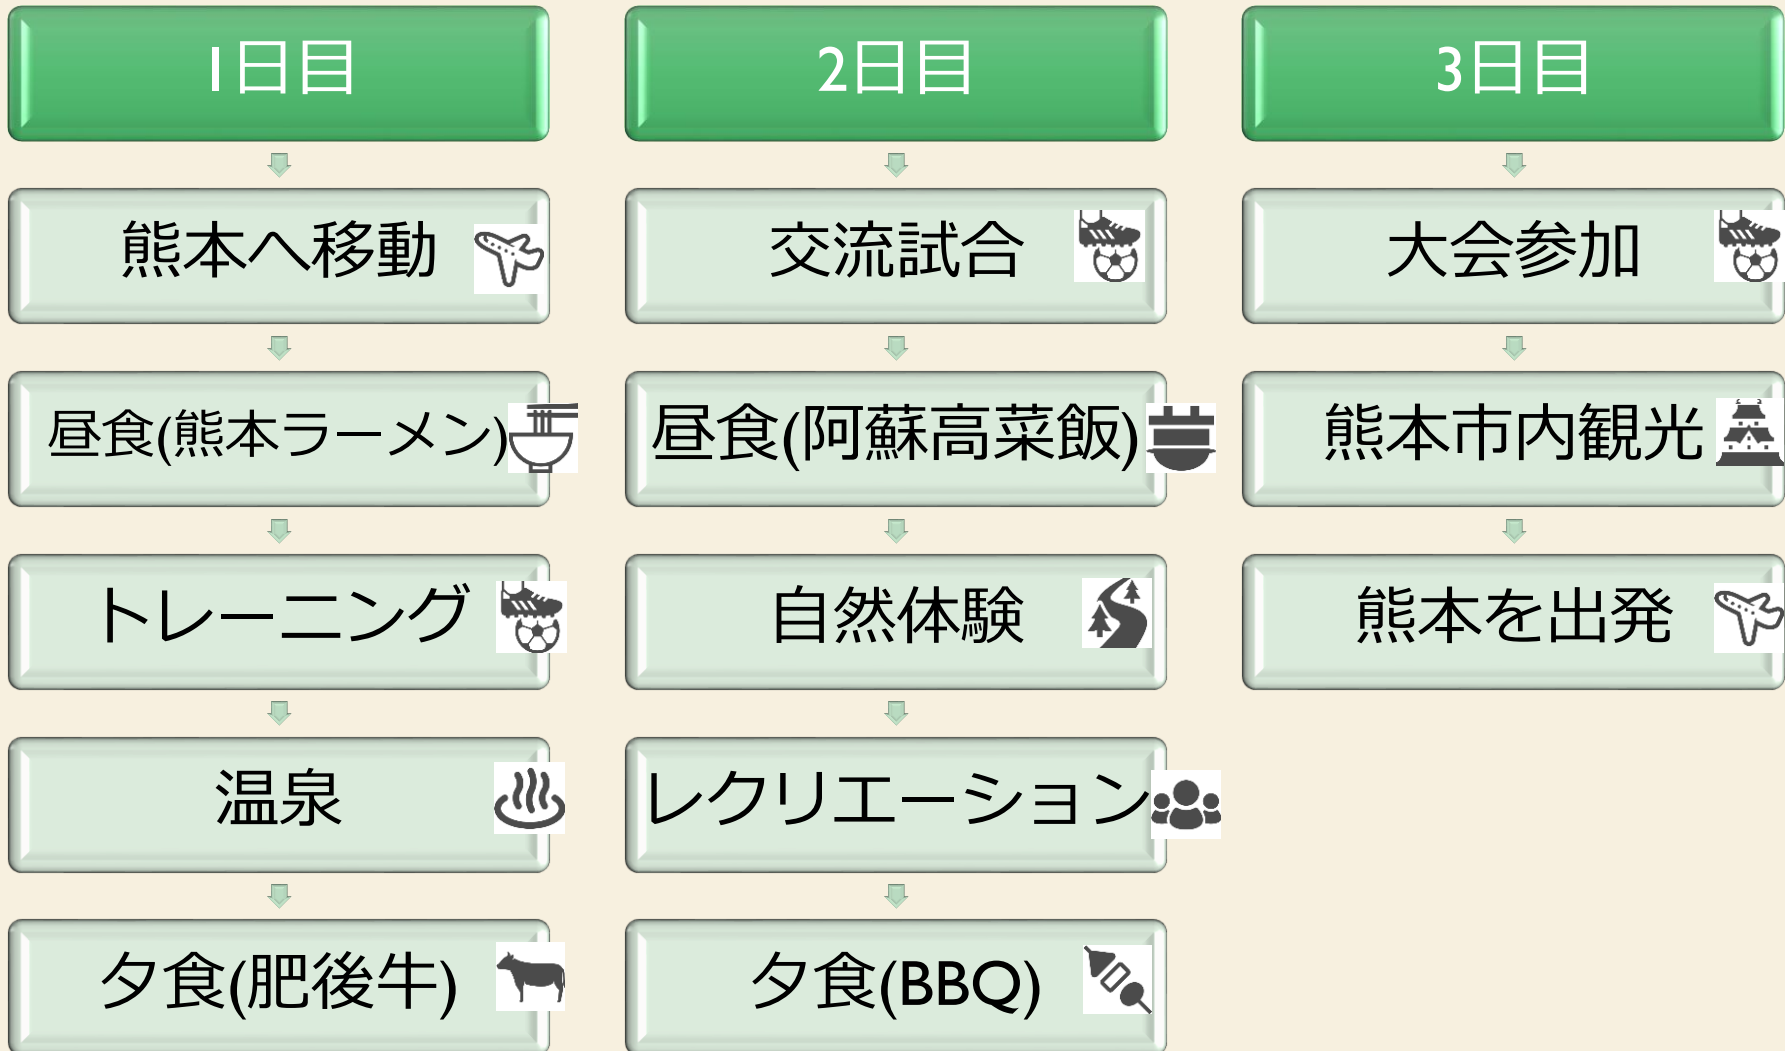 1日目
熊本へ移動
昼食(熊本ラーメン)
トレーニング
温泉
夕食(肥後牛)
2日目
交流試合
昼食(阿蘇高菜飯)
自然体験
レクリエーション
夕食(BBQ)
3日目
大会参加
熊本市内観光
熊本を出発